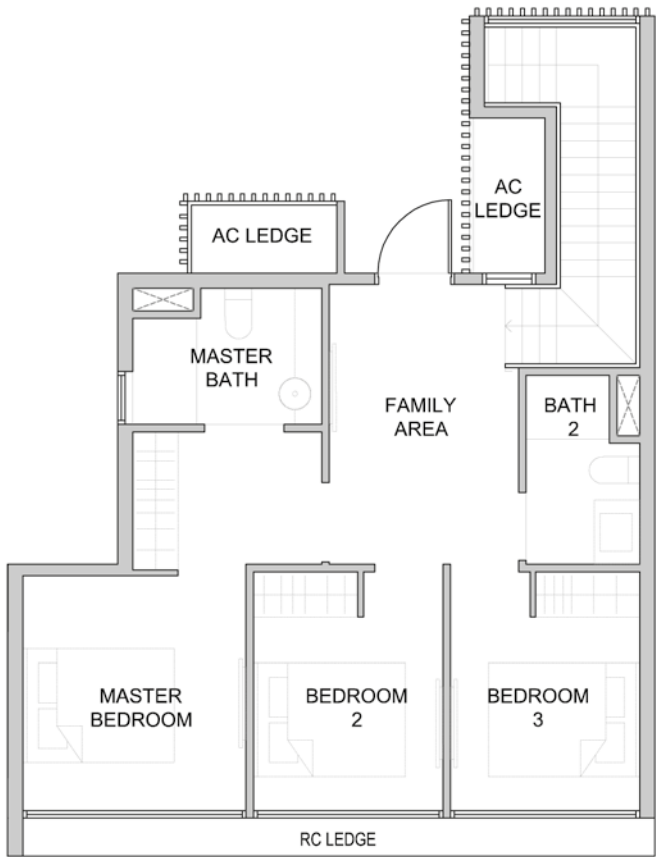 AC
LEDGE
AC LEDGE
MASTER
BATH
FAMILY
AREA
BATH
2
MASTER
BEDROOM
BEDROOM
2
BEDROOM
3
RC LEDGE